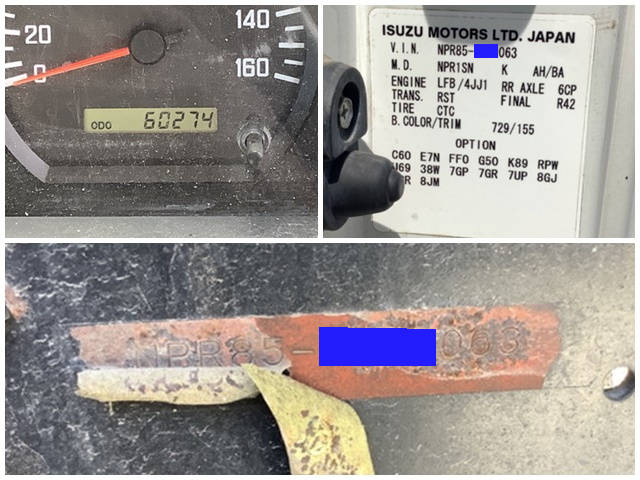 20
0
140
160
ODO 60274
ISUZU MOTORS LTD. JAPAN
V.I.N. NPR85- 063
M.D. NPR1SN K AH/BA
ENGINE LFB/4JJ1 RR AXLE 6CP
TRANS. RST FINAL R42
TIRE CTC
B.COLOR/TRIM 729/155
OPTION
C60 E7N FF0 G50 K89 RPW
38W 7GP 7GR 7UP 8GJ
8JM
NPR85- 063